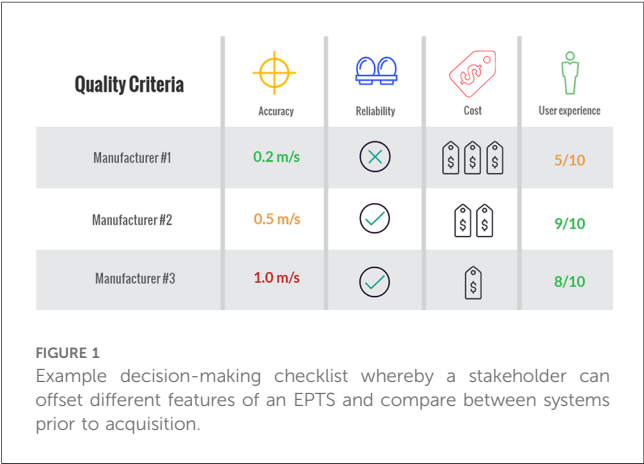 Quality Criteria
Accuracy
Reliability
Cost
User experience
Manufacturer #1
0.2 m/s
$ $ $
5/10
Manufacturer #2
0.5 m/s
$ $
9/10
Manufacturer #3
1.0 m/s
$
8/10
FIGURE 1
Example decision-making checklist whereby a stakeholder can
offset different features of an EPTS and compare between systems
prior to acquisition.